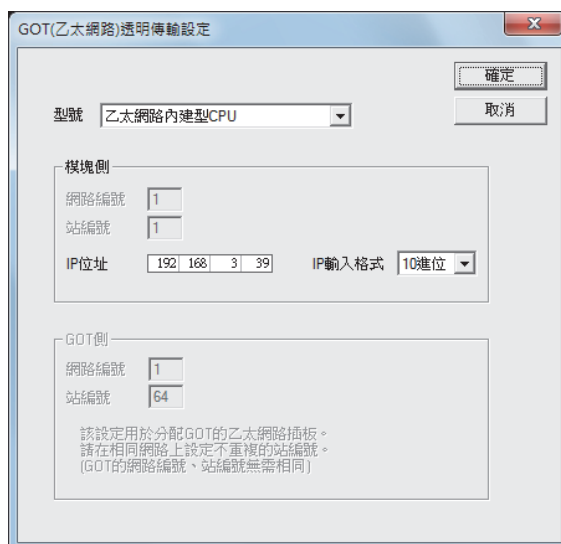 GOT(乙太網路)透明傳輸設定
確定
型號 乙太網路內建型CPU
取消
模塊側
網路編號 1
站編號 1
IP位址 192 168 3 39 IP輸入格式 10進位
GOT側
網路編號 1
站編號 64
該設定用於分配GOT的乙太網路插板。
請在相同網路上設定不重複的站編號。
(GOT的網路編號、站編號無需相同)